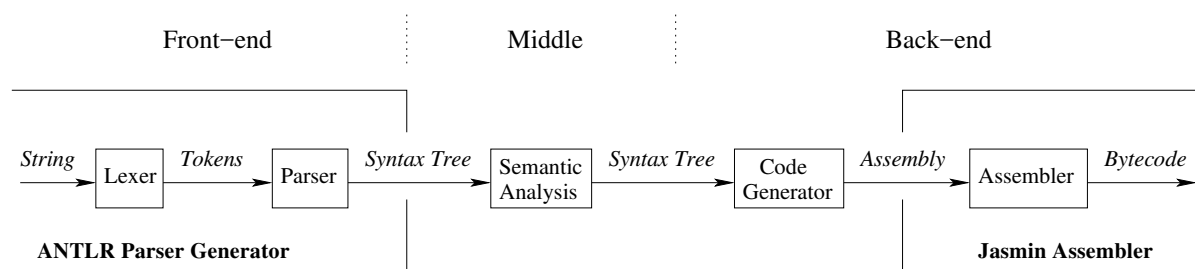 Front−end
Middle
Back−end
String
Tokens
Syntax Tree
Syntax Tree
Assembly
Bytecode
Lexer
Parser
Semantic
Analysis
Code
Generator
Assembler
ANTLR Parser Generator
Jasmin Assembler